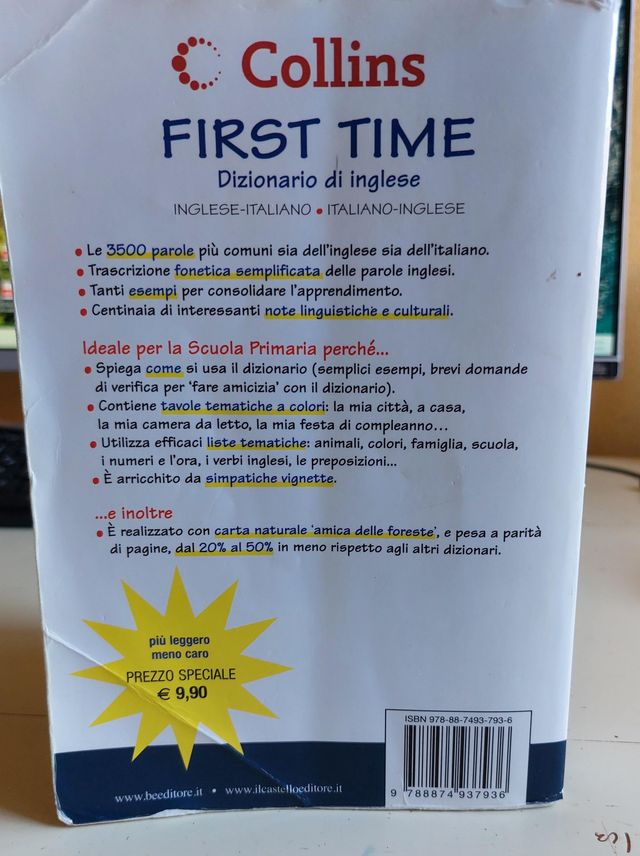 Collins
FIRST TIME
Dizionario di inglese
INGLESE-ITALIANO • ITALIANO-INGLESE
• Le 3500 parole più comuni sia dell'inglese sia dell'italiano.
• Trascrizione fonetica semplificata delle parole inglesi.
• Tanti esempi per consolidare l'apprendimento.
• Centinaia di interessanti note linguistiche e culturali.
Ideale per la Scuola Primaria perché...
• Spiega come si usa il dizionario (semplici esempi, brevi domande
di verifica per 'fare amicizia' con il dizionario).
• Contiene tavole tematiche a colori: la mia città, a casa,
la mia camera da letto, la mia festa di compleanno...
• Utilizza efficaci liste tematiche: animali, colori, famiglia, scuola,
i numeri e l'ora, i verbi inglesi, le preposizioni...
• È arricchito da simpatiche vignette.
...e inoltre
• È realizzato con carta naturale 'amica delle foreste', e pesa a parità
di pagine, dal 20% al 50% in meno rispetto agli altri dizionari.
più leggero
meno caro
PREZZO SPECIALE
€ 9,90
ISBN 978-88-7493-793-6
9 788874 937936
www.beeditore.it • www.ilcastelloeditore.it